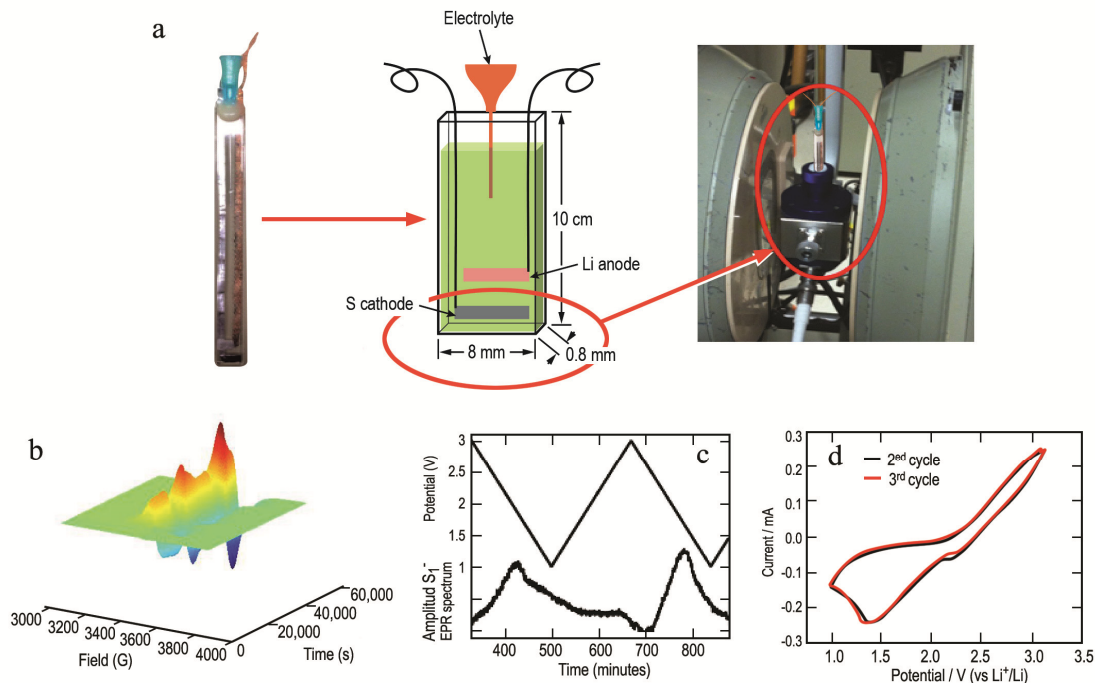 a
Electrolyte
10 cm
Li anode
S cathode
8 mm
0.8 mm
b
3000
3200
3400
3600
3800
4000
Field (G)
0
20,000
40,000
60,000
Time (s)
c
Potential (V)
3
2.5
2
1.5
1
Amplitud S₁⁻
EPR spectrum
400 500 600 700 800
Time (minutes)
d
2ᵉᵈ cycle
3ʳᵈ cycle
Current / mA
0.3
0.2
0.1
0.0
-0.1
-0.2
-0.3
1.0 1.5 2.0 2.5 3.0 3.5
Potential / V (vs Li⁺/Li)